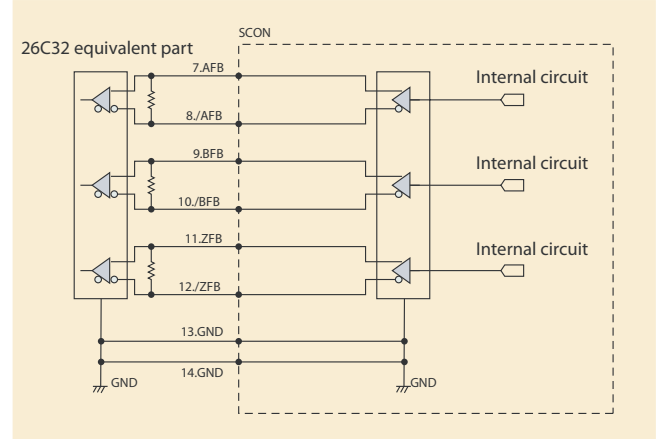 SCON
26C32 equivalent part
7.AFB
Internal circuit
8./AFB
9.BFB
Internal circuit
10./BFB
11.ZFB
Internal circuit
12./ZFB
13.GND
14.GND
GND
GND